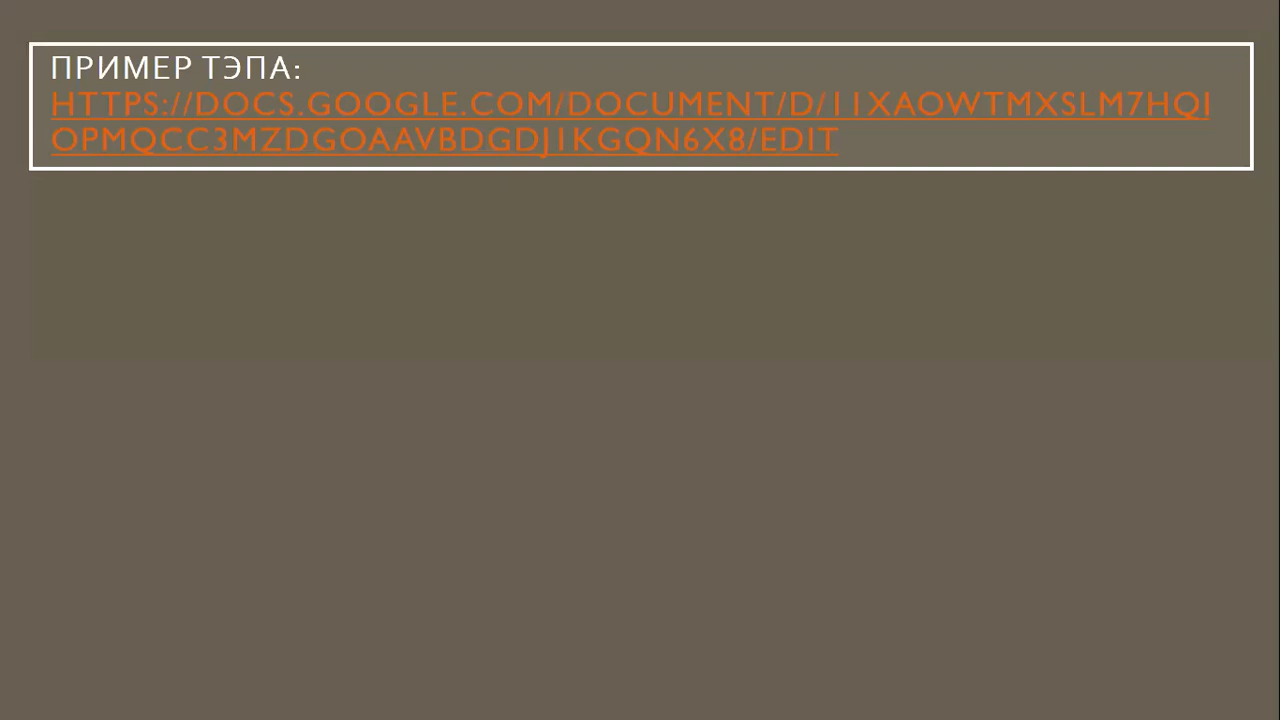 ПРИМЕР ТЭПА:
HTTPS://DOCS.GOOGLE.COM/DOCUMENT/D/11XAOWTMXSLM7HQI
OPMQCC3MZDGOAAVBDGDJ1KGQN6X8/EDIT